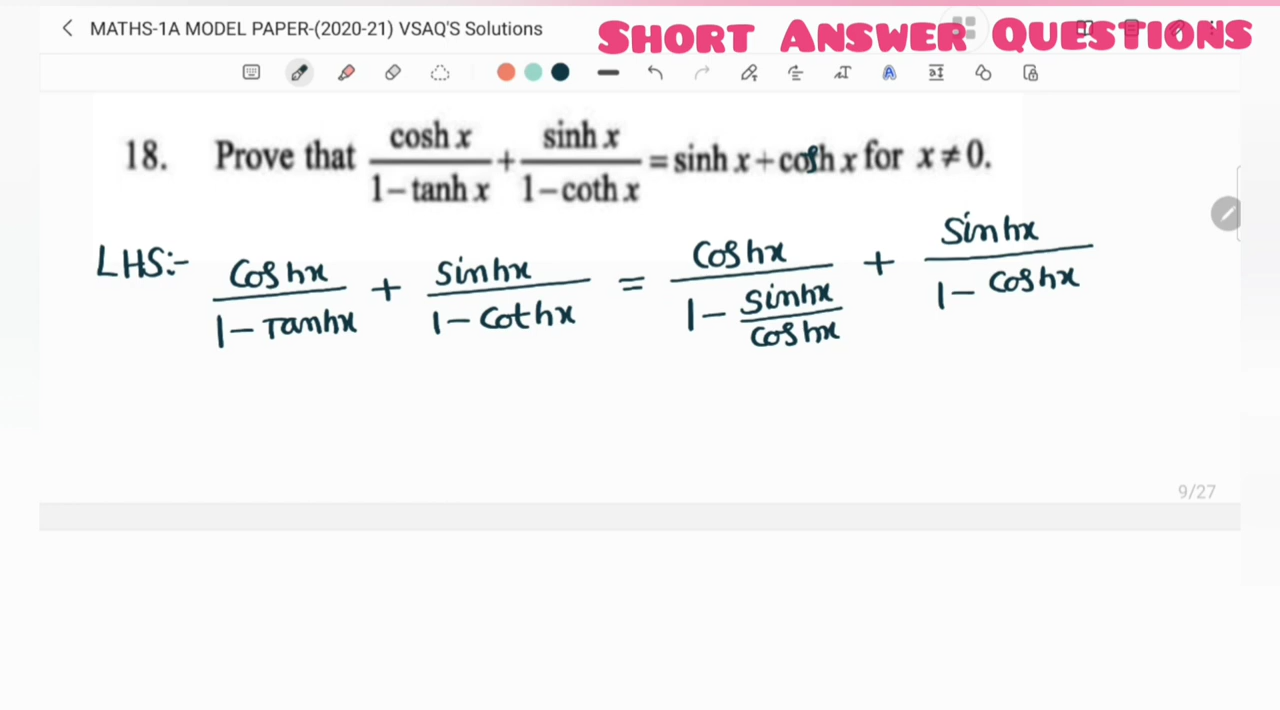 MATHS-1A MODEL PAPER-(2020-21) VSAQ'S Solutions
SHORT ANSWER QUESTIONS
18. Prove that cosh x / (1 − tanh x) + sinh x / (1 − coth x) = sinh x + cosh x for x ≠ 0.
LHS:- Coshx / (1 − Tanhx) + Sinhx / (1 − Cothx) = Coshx / (1 − Sinhx / Coshx) + Sinhx / (1 − Coshx)
9/27